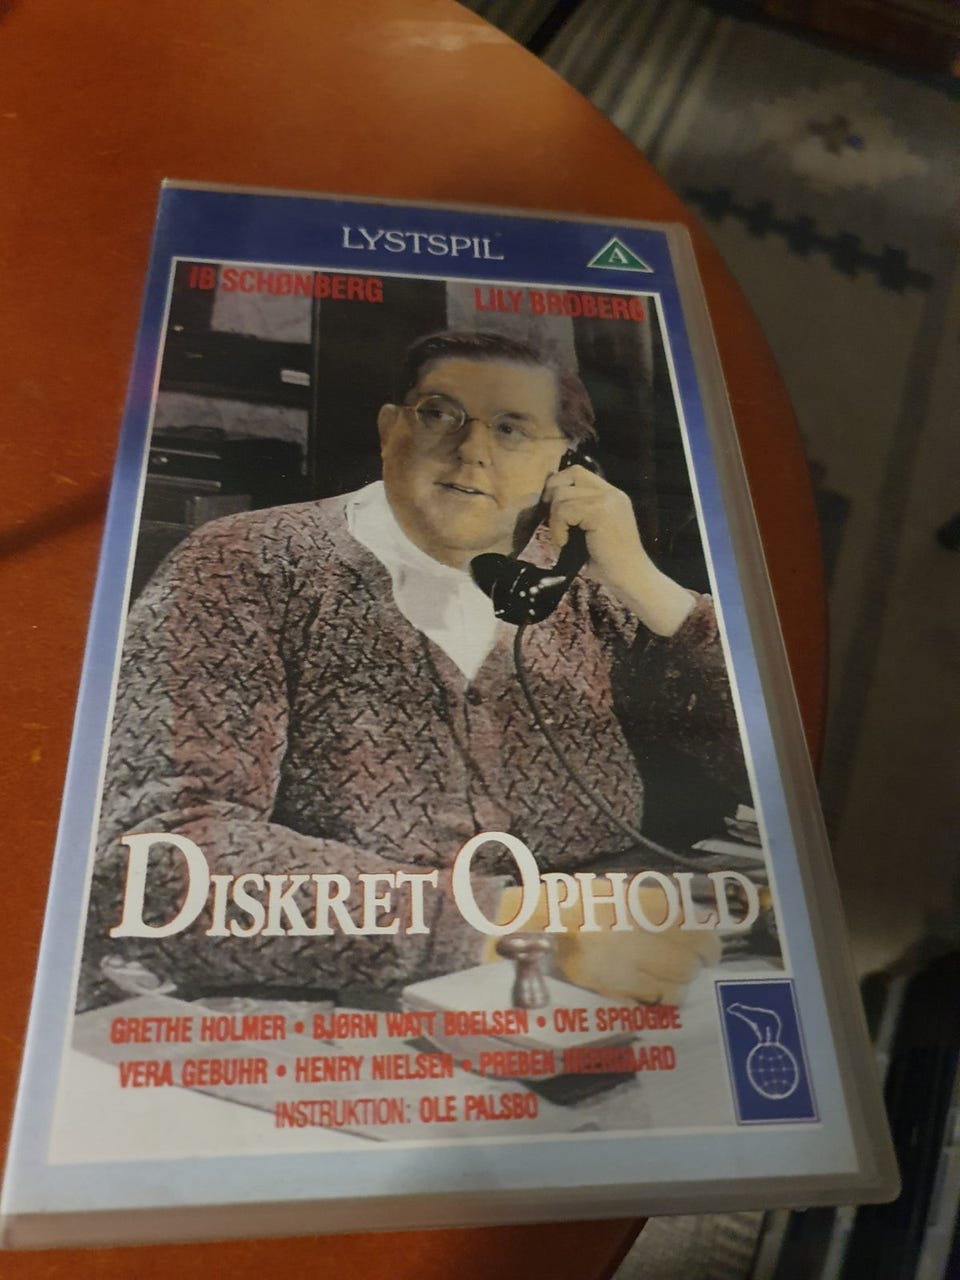 LYSTSPIL
A
IB SCHØNBERG
LILY BROBERG
DISKRET OPHOLD
GRETHE HOLMER • BJØRN WATT BOELSEN • OVE SPROGØE
VERA GEBUHR • HENRY NIELSEN • PREBEN NEERGAARD
INSTRUKTION: OLE PALSBO